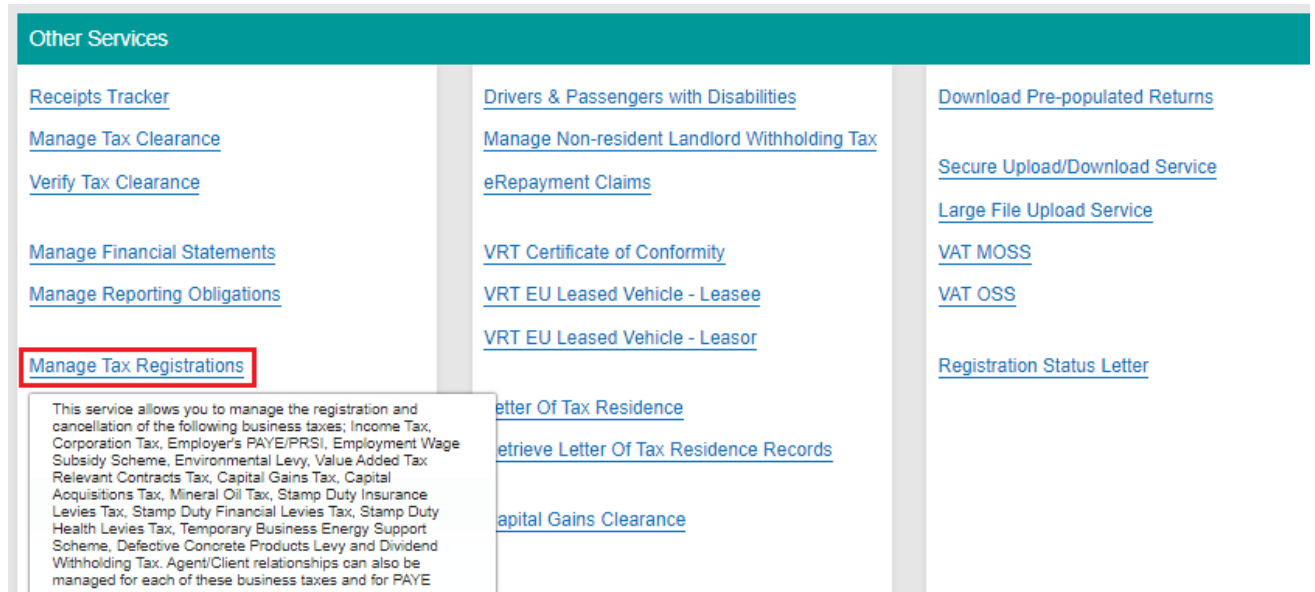 Other Services
Receipts Tracker
Manage Tax Clearance
Verify Tax Clearance
Manage Financial Statements
Manage Reporting Obligations
Manage Tax Registrations
This service allows you to manage the registration and
cancellation of the following business taxes; Income Tax,
Corporation Tax, Employer's PAYE/PRSI, Employment Wage
Subsidy Scheme, Environmental Levy, Value Added Tax
Relevant Contracts Tax, Capital Gains Tax, Capital
Acquisitions Tax, Mineral Oil Tax, Stamp Duty Insurance
Levies Tax, Stamp Duty Financial Levies Tax, Stamp Duty
Health Levies Tax, Temporary Business Energy Support
Scheme, Defective Concrete Products Levy and Dividend
Withholding Tax. Agent/Client relationships can also be
managed for each of these business taxes and for PAYE
Drivers & Passengers with Disabilities
Manage Non-resident Landlord Withholding Tax
eRepayment Claims
VRT Certificate of Conformity
VRT EU Leased Vehicle - Leasee
VRT EU Leased Vehicle - Leasor
etter Of Tax Residence
etrieve Letter Of Tax Residence Records
apital Gains Clearance
Download Pre-populated Returns
Secure Upload/Download Service
Large File Upload Service
VAT MOSS
VAT OSS
Registration Status Letter